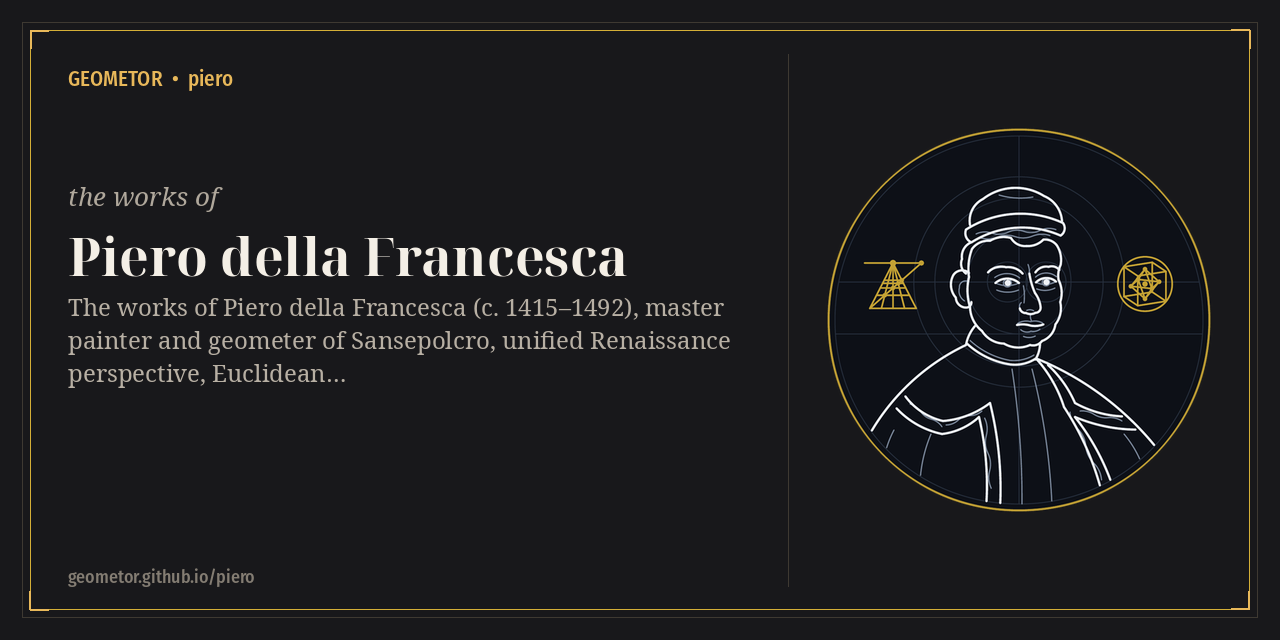 GEOMETOR • piero
the works of
Piero della Francesca
The works of Piero della Francesca (c. 1415–1492), master
painter and geometer of Sansepolcro, unified Renaissance
perspective, Euclidean...
geometor.github.io/piero